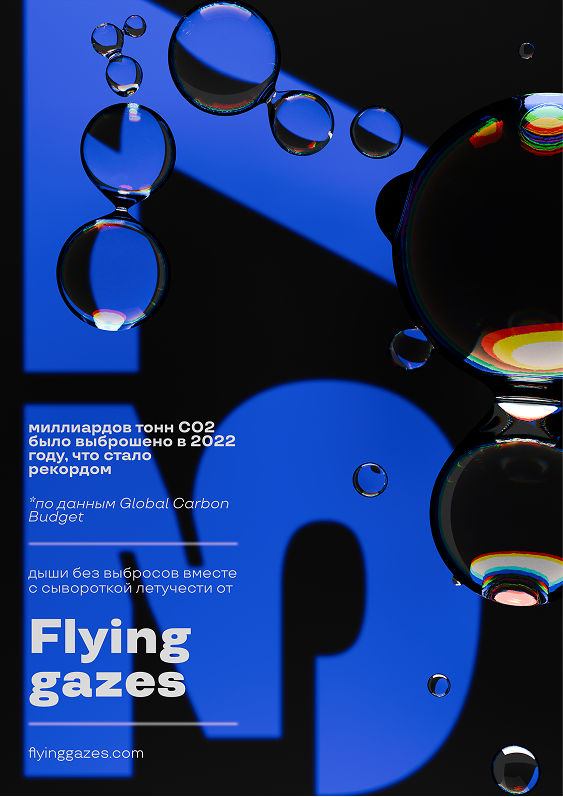 миллиардов тонн СО2
было выброшено в 2022
году, что стало
рекордом
*по данным Global Carbon
Budget
дыши без выбросов вместе
с сывороткой летучести от
Flying
gazes
flyinggazes.com